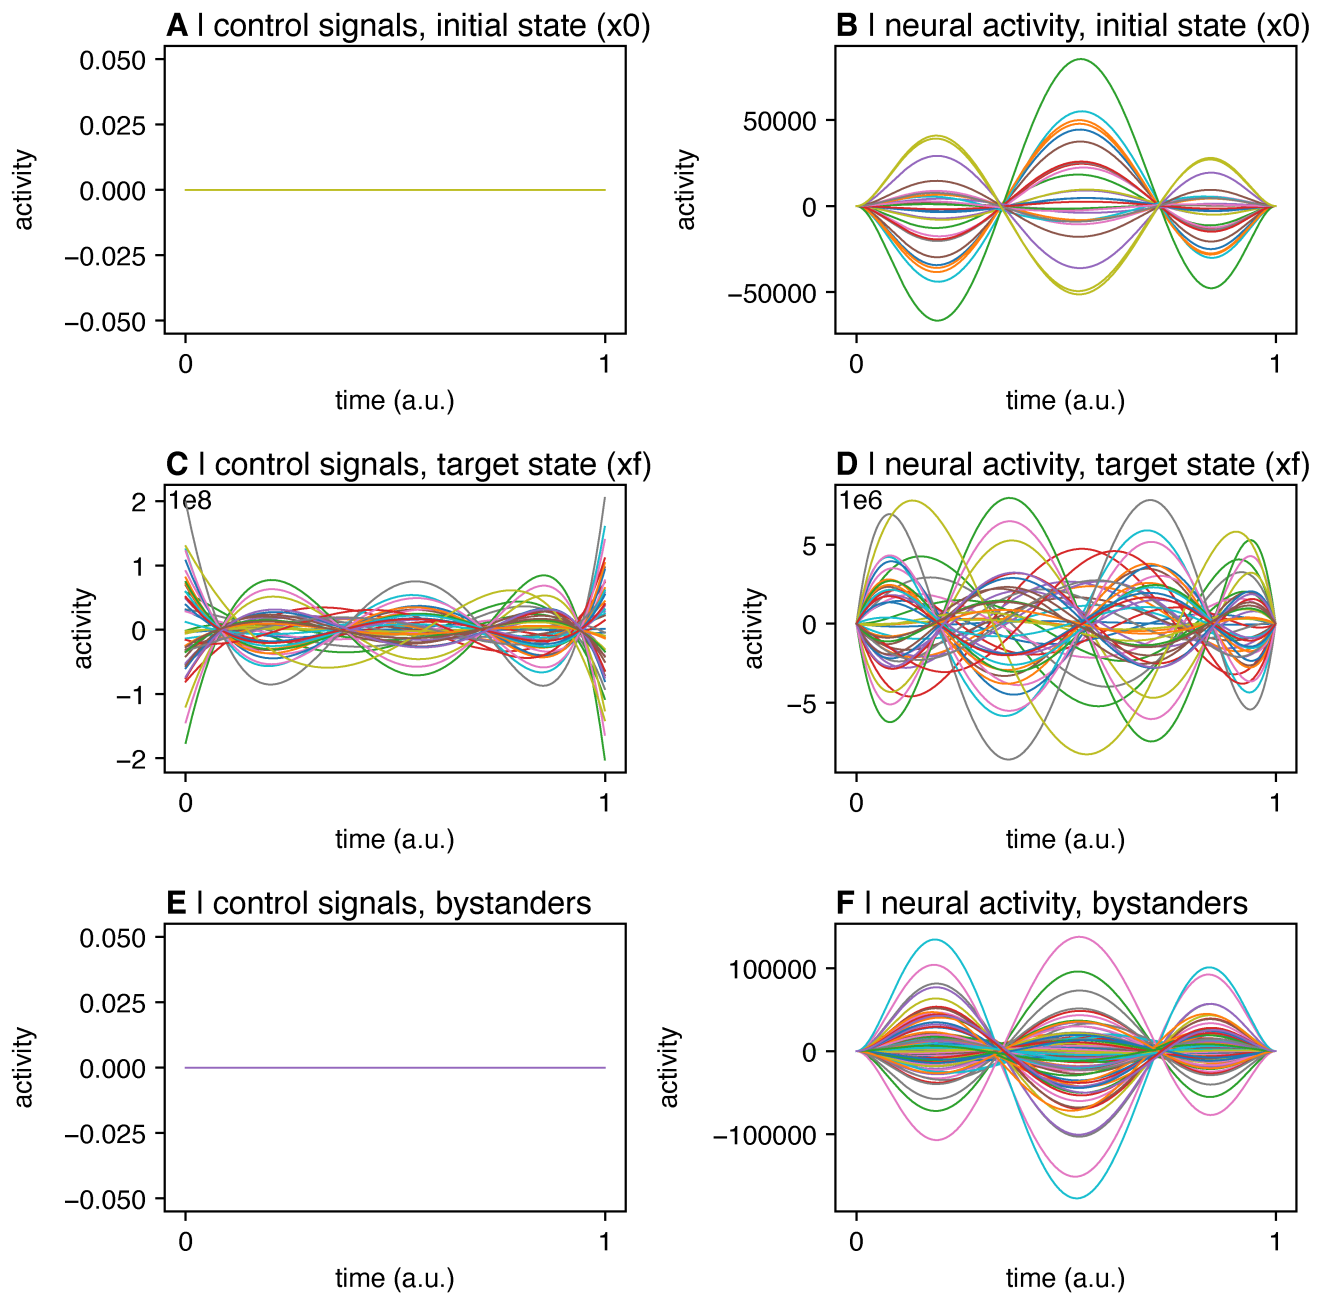 A | control signals, initial state (x0)
0.050
0.025
0.000
−0.025
−0.050
activity
0 1
time (a.u.)
B | neural activity, initial state (x0)
50000
0
−50000
activity
0 1
time (a.u.)
C | control signals, target state (xf)
1e8
2
1
0
−1
−2
activity
0 1
time (a.u.)
D | neural activity, target state (xf)
1e6
5
0
−5
activity
0 1
time (a.u.)
E | control signals, bystanders
0.050
0.025
0.000
−0.025
−0.050
activity
0 1
time (a.u.)
F | neural activity, bystanders
100000
0
−100000
activity
0 1
time (a.u.)